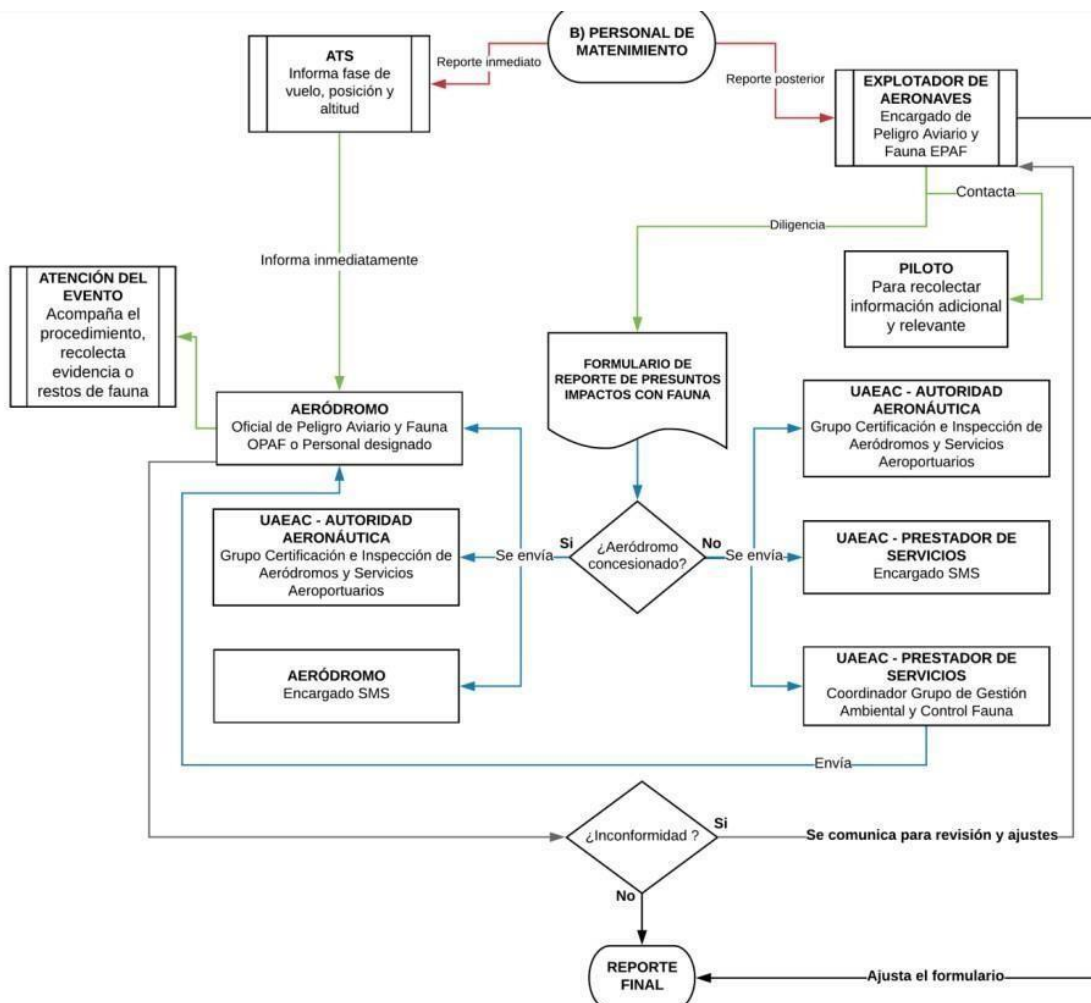 B) PERSONAL DE
MATENIMIENTO
ATS
Informa fase de
vuelo, posición y
altitud
Reporte inmediato
Reporte posterior
EXPLOTADOR DE
AERONAVES
Encargado de
Peligro Aviario y
Fauna EPAF
Contacta
Diligencia
Informa inmediatamente
PILOTO
Para recolectar
información adicional
y relevante
ATENCIÓN DEL
EVENTO
Acompaña el
procedimiento,
recolecta
evidencia o
restos de fauna
FORMULARIO DE
REPORTE DE PRESUNTOS
IMPACTOS CON FAUNA
AERÓDROMO
Oficial de Peligro Aviario y Fauna
OPAF o Personal designado
UAEAC - AUTORIDAD
AERONÁUTICA
Grupo Certificación e Inspección de
Aeródromos y Servicios
Aeroportuarios
UAEAC - AUTORIDAD
AERONÁUTICA
Grupo Certificación e Inspección de
Aeródromos y Servicios
Aeroportuarios
Se envía
Si
¿Aeródromo
concesionado?
No
Se envía
UAEAC - PRESTADOR DE
SERVICIOS
Encargado SMS
AERÓDROMO
Encargado SMS
UAEAC - PRESTADOR DE
SERVICIOS
Coordinador Grupo de Gestión
Ambiental y Control Fauna
Envía
¿Inconformidad ?
Si
Se comunica para revisión y ajustes
No
REPORTE
FINAL
Ajusta el formulario